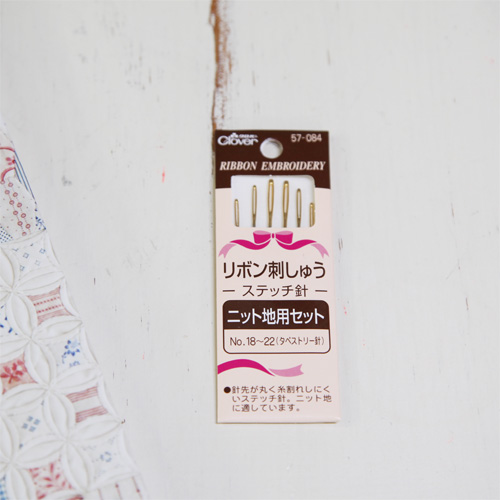 Clover
57-084
RIBBON EMBROIDERY
リボン刺しゅう
ステッチ針
ニット地用セット
No.18〜22(タペストリー針)
●針先が丸く糸割れしにく
いステッチ針。ニット地
に適しています。